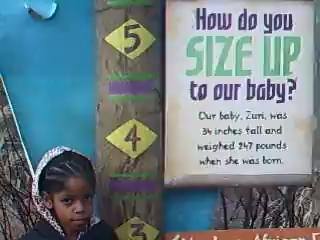 5
4
3
How do you
SIZE UP
to our baby?
Our baby, Zuri, was
34 inches tall and
weighed 247 pounds
when she was born.
African